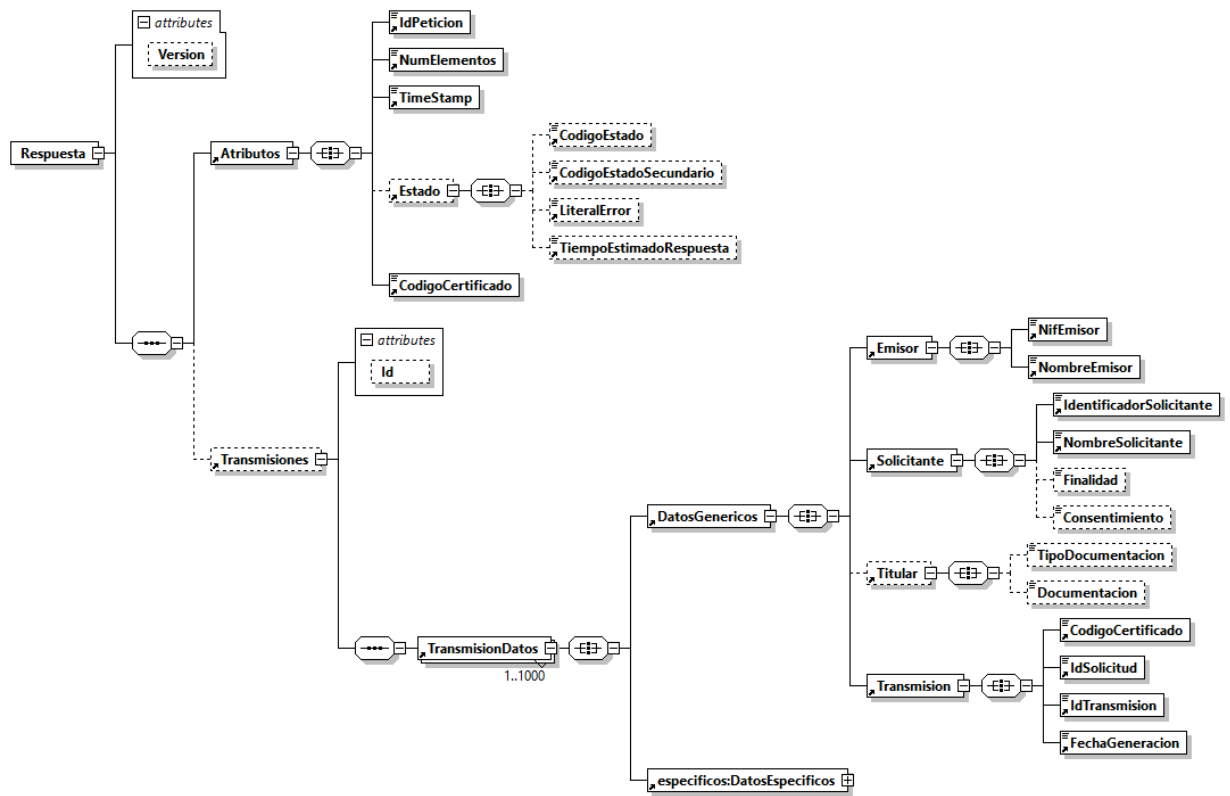 Respuesta
attributes
Version
Atributos
IdPeticion
NumElementos
TimeStamp
Estado
CodigoEstado
CodigoEstadoSecundario
LiteralError
TiempoEstimadoRespuesta
CodigoCertificado
Transmisiones
attributes
Id
TransmisionDatos
1..1000
DatosGenericos
Emisor
NifEmisor
NombreEmisor
Solicitante
IdentificadorSolicitante
NombreSolicitante
Finalidad
Consentimiento
Titular
TipoDocumentacion
Documentacion
Transmision
CodigoCertificado
IdSolicitud
IdTransmision
FechaGeneracion
especificos:DatosEspecificos